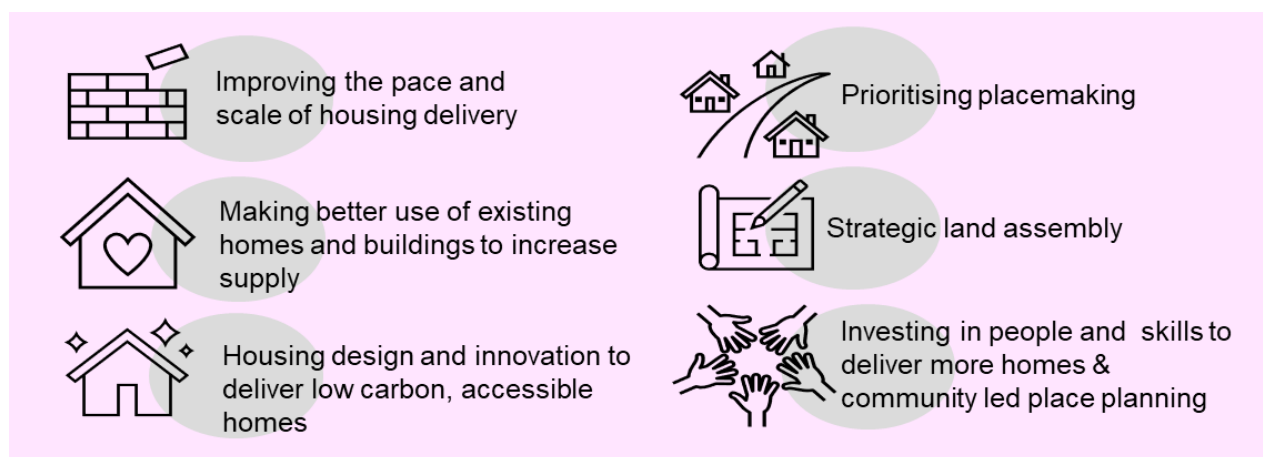 Improving the pace and
scale of housing delivery
Making better use of existing
homes and buildings to increase
supply
Housing design and innovation to
deliver low carbon, accessible
homes
Prioritising placemaking
Strategic land assembly
Investing in people and  skills to
deliver more homes &
community led place planning